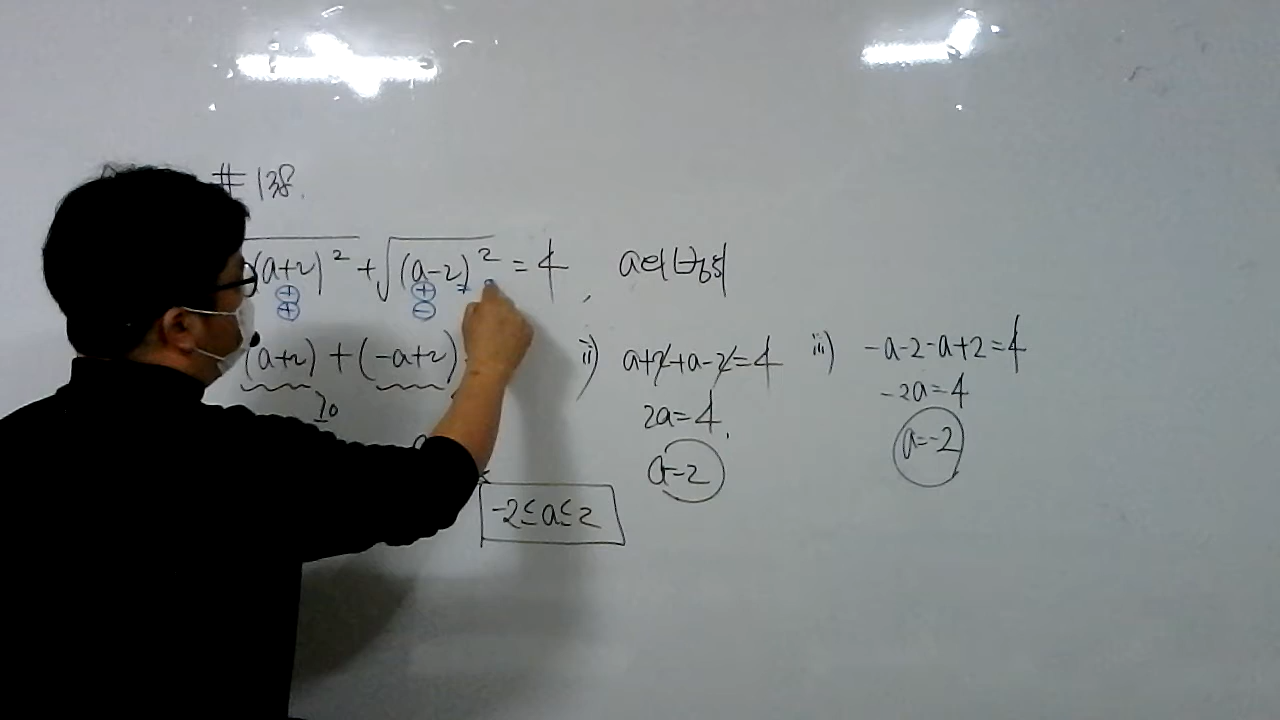 # 138.
(a+2)² + √(a-2)² = 4, a의 범위
⊕ ⊕
⊕ ⊖
(a+2) + (-a+2)
≥0
-2≤a≤2
ii) a+2+a-2=4
2a=4.
a=2
iii) -a-2-a+2=4
-2a=4
a=-2